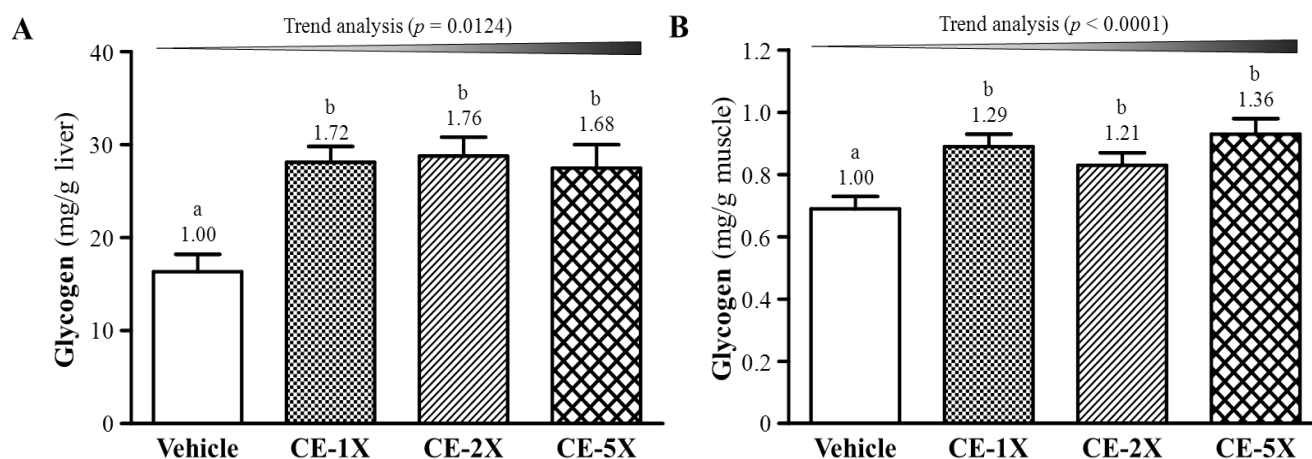 A
Trend analysis (p = 0.0124)
Glycogen (mg/g liver)
40
30
20
10
0
a
1.00
b
1.72
b
1.76
b
1.68
Vehicle CE-1X CE-2X CE-5X
B
Trend analysis (p < 0.0001)
Glycogen (mg/g muscle)
1.2
1.0
0.8
0.6
0.4
0.2
0
a
1.00
b
1.29
b
1.21
b
1.36
Vehicle CE-1X CE-2X CE-5X